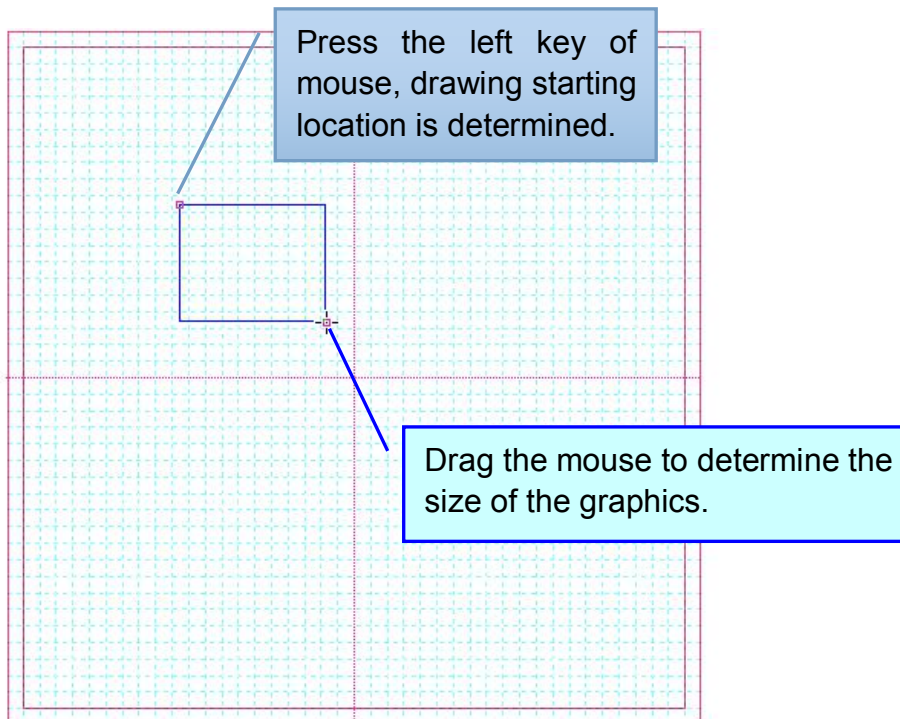 Press the left key of
mouse, drawing starting
location is determined.
Drag the mouse to determine the
size of the graphics.